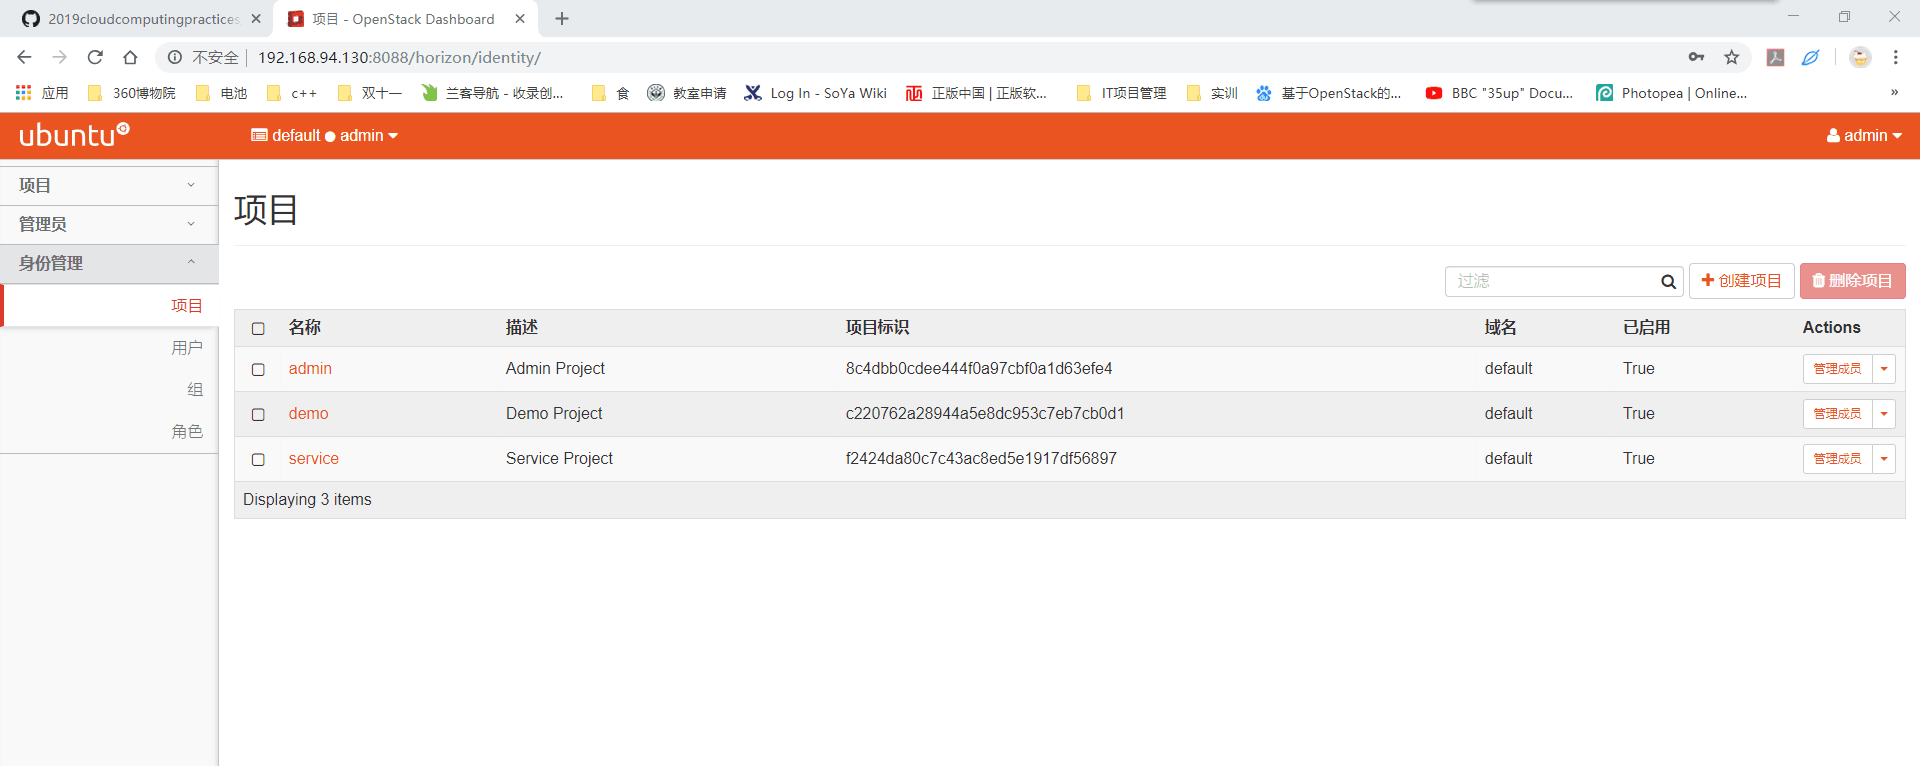 2019cloudcomputingpractices
项目 - OpenStack Dashboard
不安全 192.168.94.130:8088/horizon/identity/
应用 360博物院 电池 c++ 双十一 兰客导航 - 收录创... 食 教室申请 Log In - SoYa Wiki 正版中国 | 正版软... IT项目管理 实训 基于OpenStack的... BBC "35up" Docu... Photopea | Online... »
ubuntu default admin admin
项目
管理员
身份管理
项目
用户
组
角色
项目
过滤 创建项目 删除项目
名称 描述 项目标识 域名 已启用 Actions
admin Admin Project 8c4dbb0cdee444f0a97cbf0a1d63efe4 default True 管理成员
demo Demo Project c220762a28944a5e8dc953c7eb7cb0d1 default True 管理成员
service Service Project f2424da80c7c43ac8ed5e1917df56897 default True 管理成员
Displaying 3 items